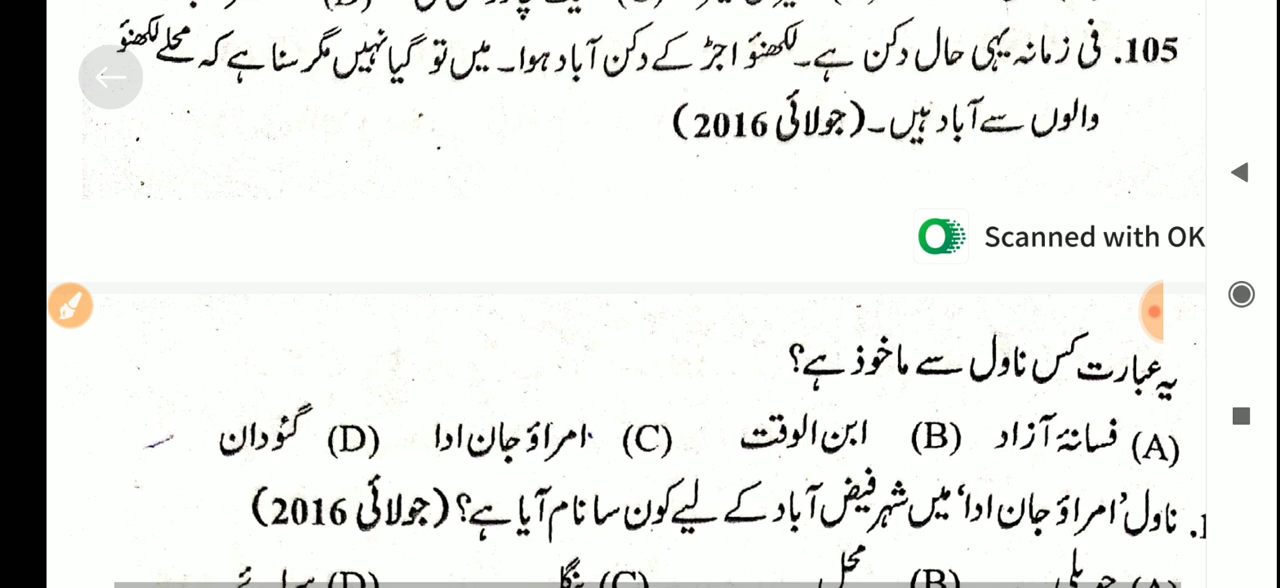 105. فی زمانہ یہی حال دکن ہے۔ لکھنؤ اجڑ کے دکن آباد ہوا۔ میں تو گیا نہیں مگر سنا ہے کہ محلے لکھنؤ
والوں سے آباد ہیں۔ (جولائی 2016)
Scanned with OK
یہ عبارت کس ناول سے ماخوذ ہے؟
(A) فسانۂ آزاد (B) ابن الوقت (C) امراؤ جان ادا (D) گئودان
ناول 'امراؤ جان ادا' میں شہر فیض آباد کے لیے کون سا نام آیا ہے؟ (جولائی 2016)
(B) محل (C) بنگلا (D)